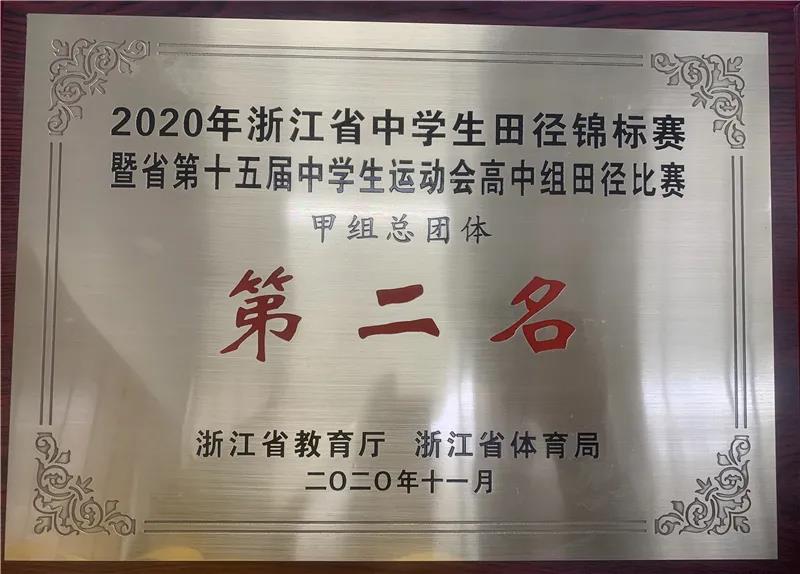 2020年浙江省中学生田径锦标赛
暨省第十五届中学生运动会高中组田径比赛
甲组总团体
第二名
浙江省教育厅 浙江省体育局
二〇二〇年十一月